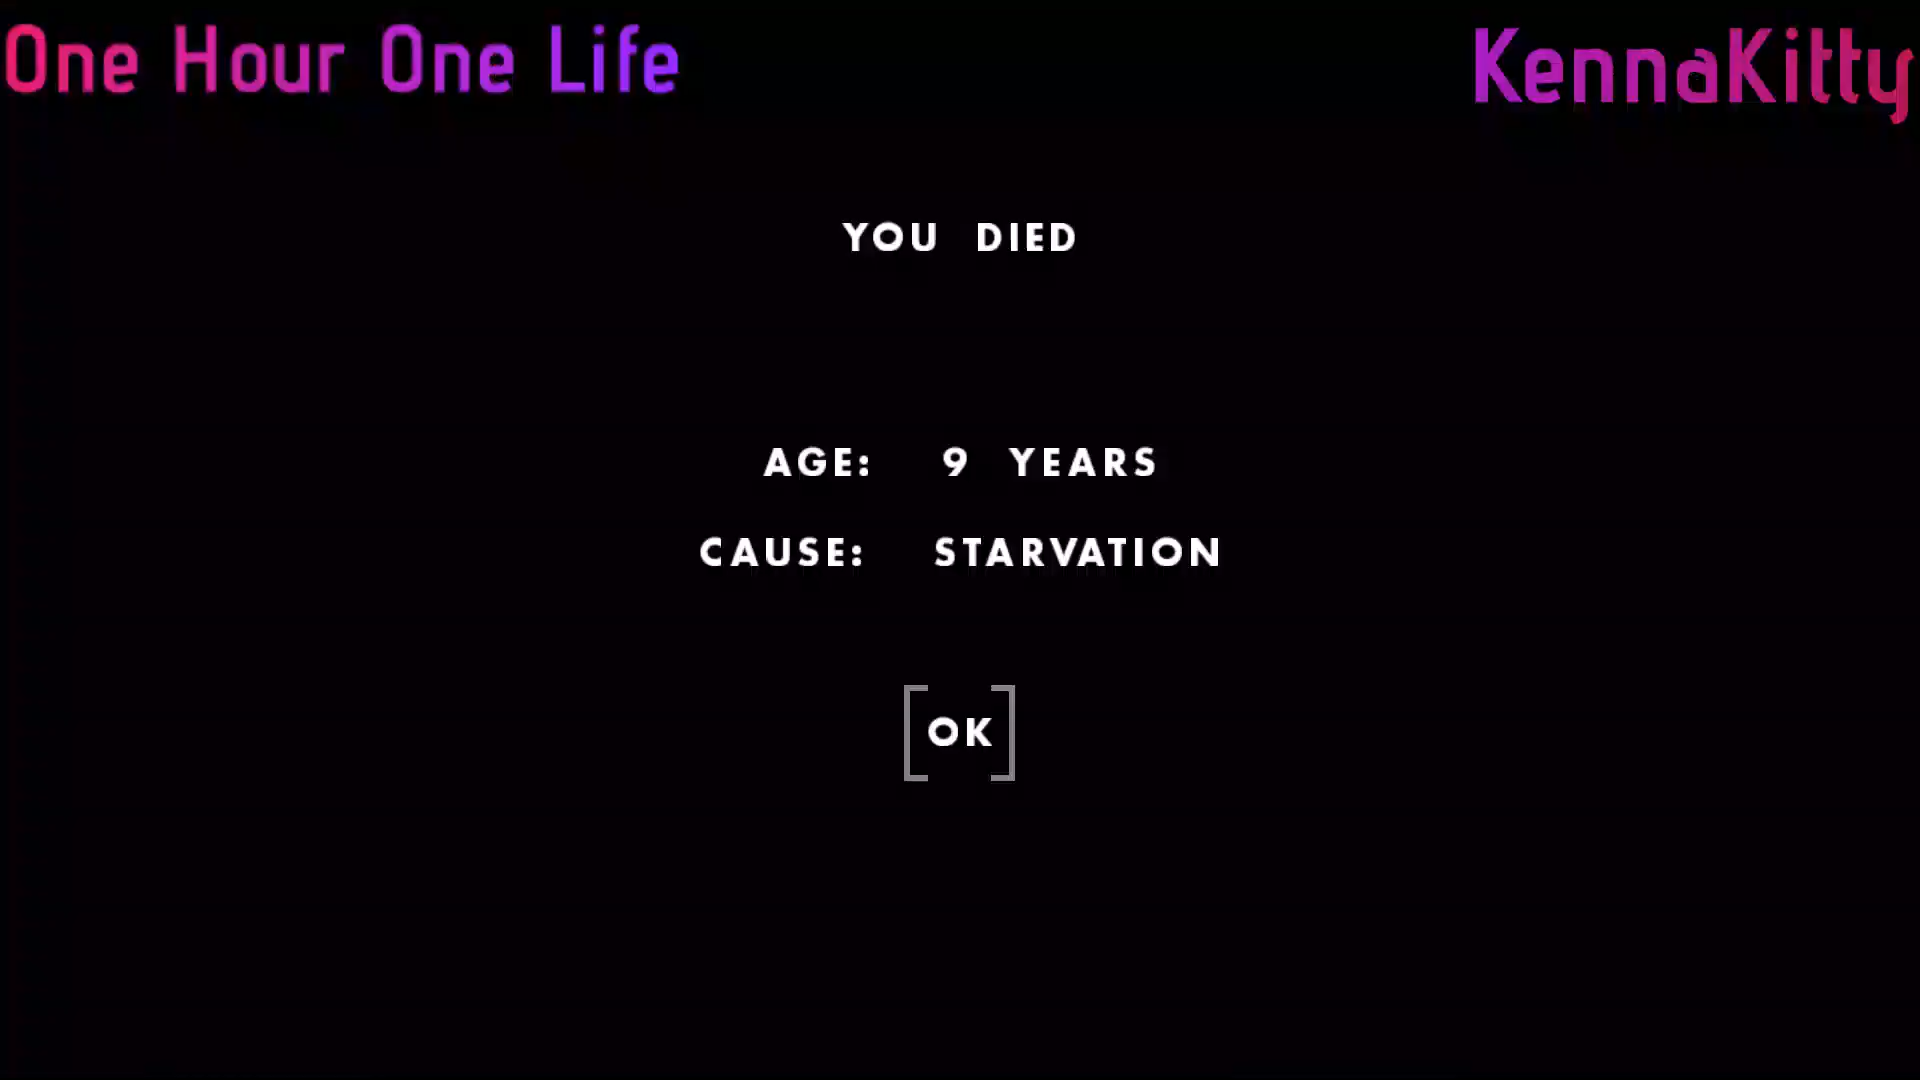 One Hour One Life
KennaKitty
YOU DIED
AGE: 9 YEARS
CAUSE: STARVATION
OK